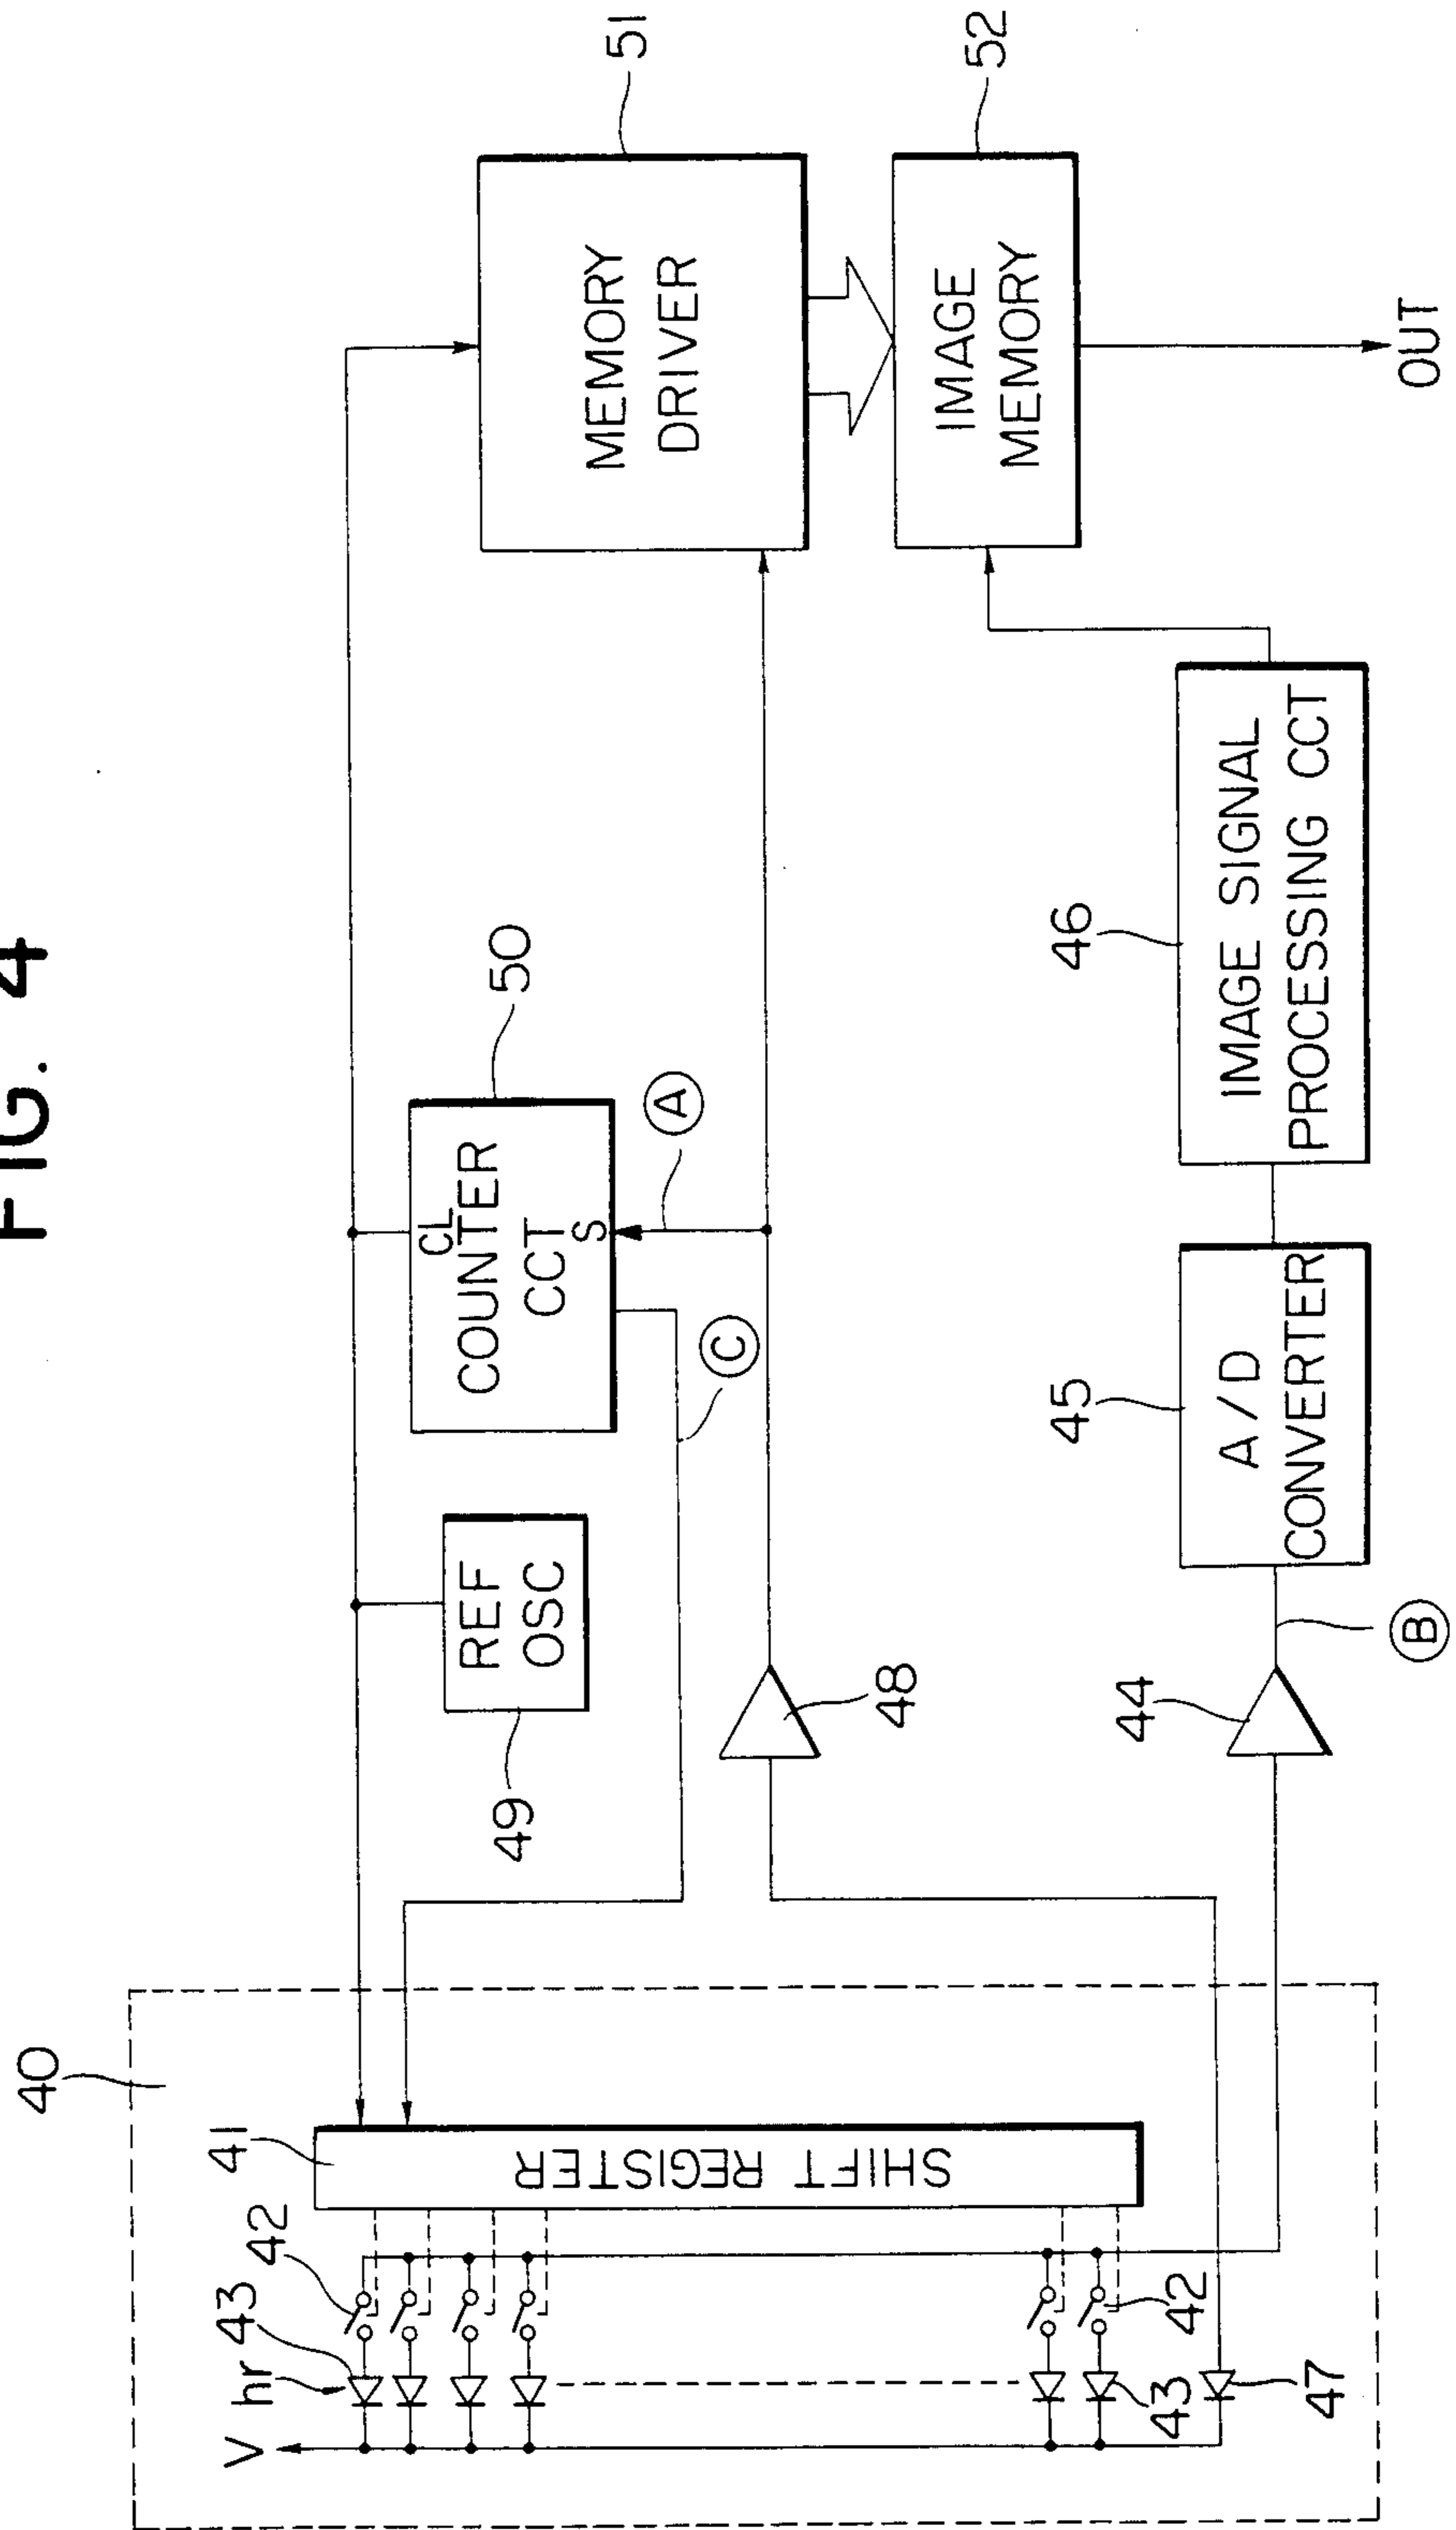 FIG. 4
40
41
42
43
hr
V
SHIFT REGISTER
42
43
47
49
REF
OSC
50
CL
COUNTER
CCT
S
A
C
48
51
MEMORY
DRIVER
52
IMAGE
MEMORY
OUT
44
B
45
A/D
CONVERTER
46
IMAGE SIGNAL
PROCESSING CCT